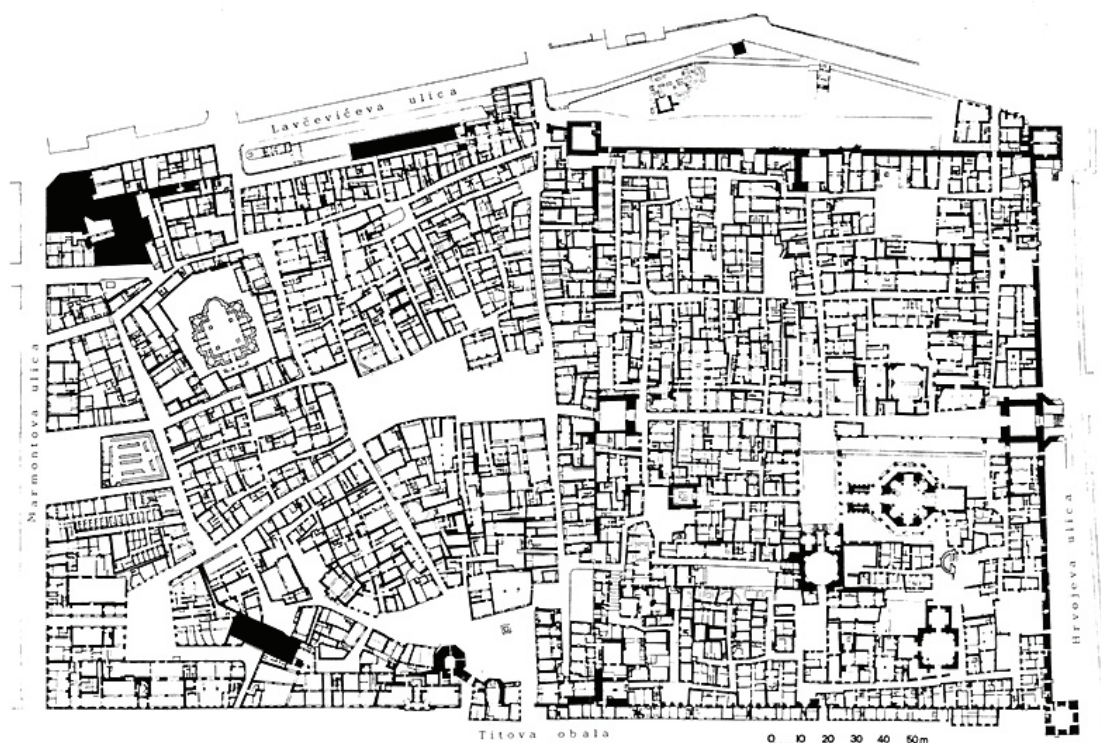 Lavčevićeva ulica
Marmontova ulica
Hrvojeva ulica
Titova obala
0 10 20 30 40 50m